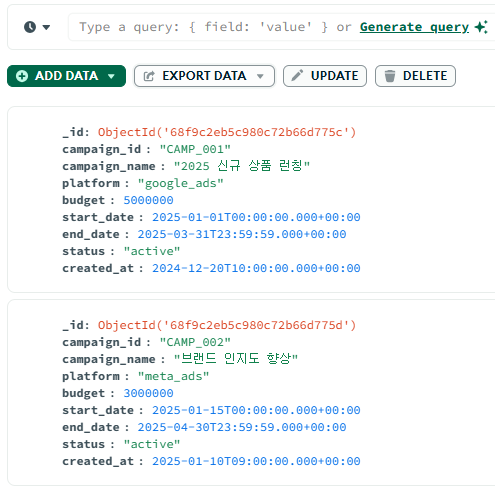 Type a query: { field: 'value' } or Generate query
ADD DATA EXPORT DATA UPDATE DELETE
_id: ObjectId('68f9c2eb5c980c72b66d775c')
campaign_id : "CAMP_001"
campaign_name : "2025 신규 상품 런칭"
platform : "google_ads"
budget : 5000000
start_date : 2025-01-01T00:00:00.000+00:00
end_date : 2025-03-31T23:59:59.000+00:00
status : "active"
created_at : 2024-12-20T10:00:00.000+00:00
_id: ObjectId('68f9c2eb5c980c72b66d775d')
campaign_id : "CAMP_002"
campaign_name : "브랜드 인지도 향상"
platform : "meta_ads"
budget : 3000000
start_date : 2025-01-15T00:00:00.000+00:00
end_date : 2025-04-30T23:59:59.000+00:00
status : "active"
created_at : 2025-01-10T09:00:00.000+00:00